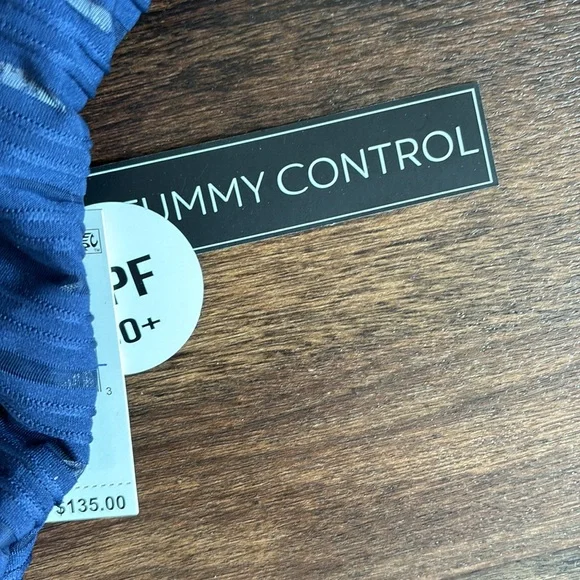 TUMMY CONTROL
PF
0+
3
$135.00